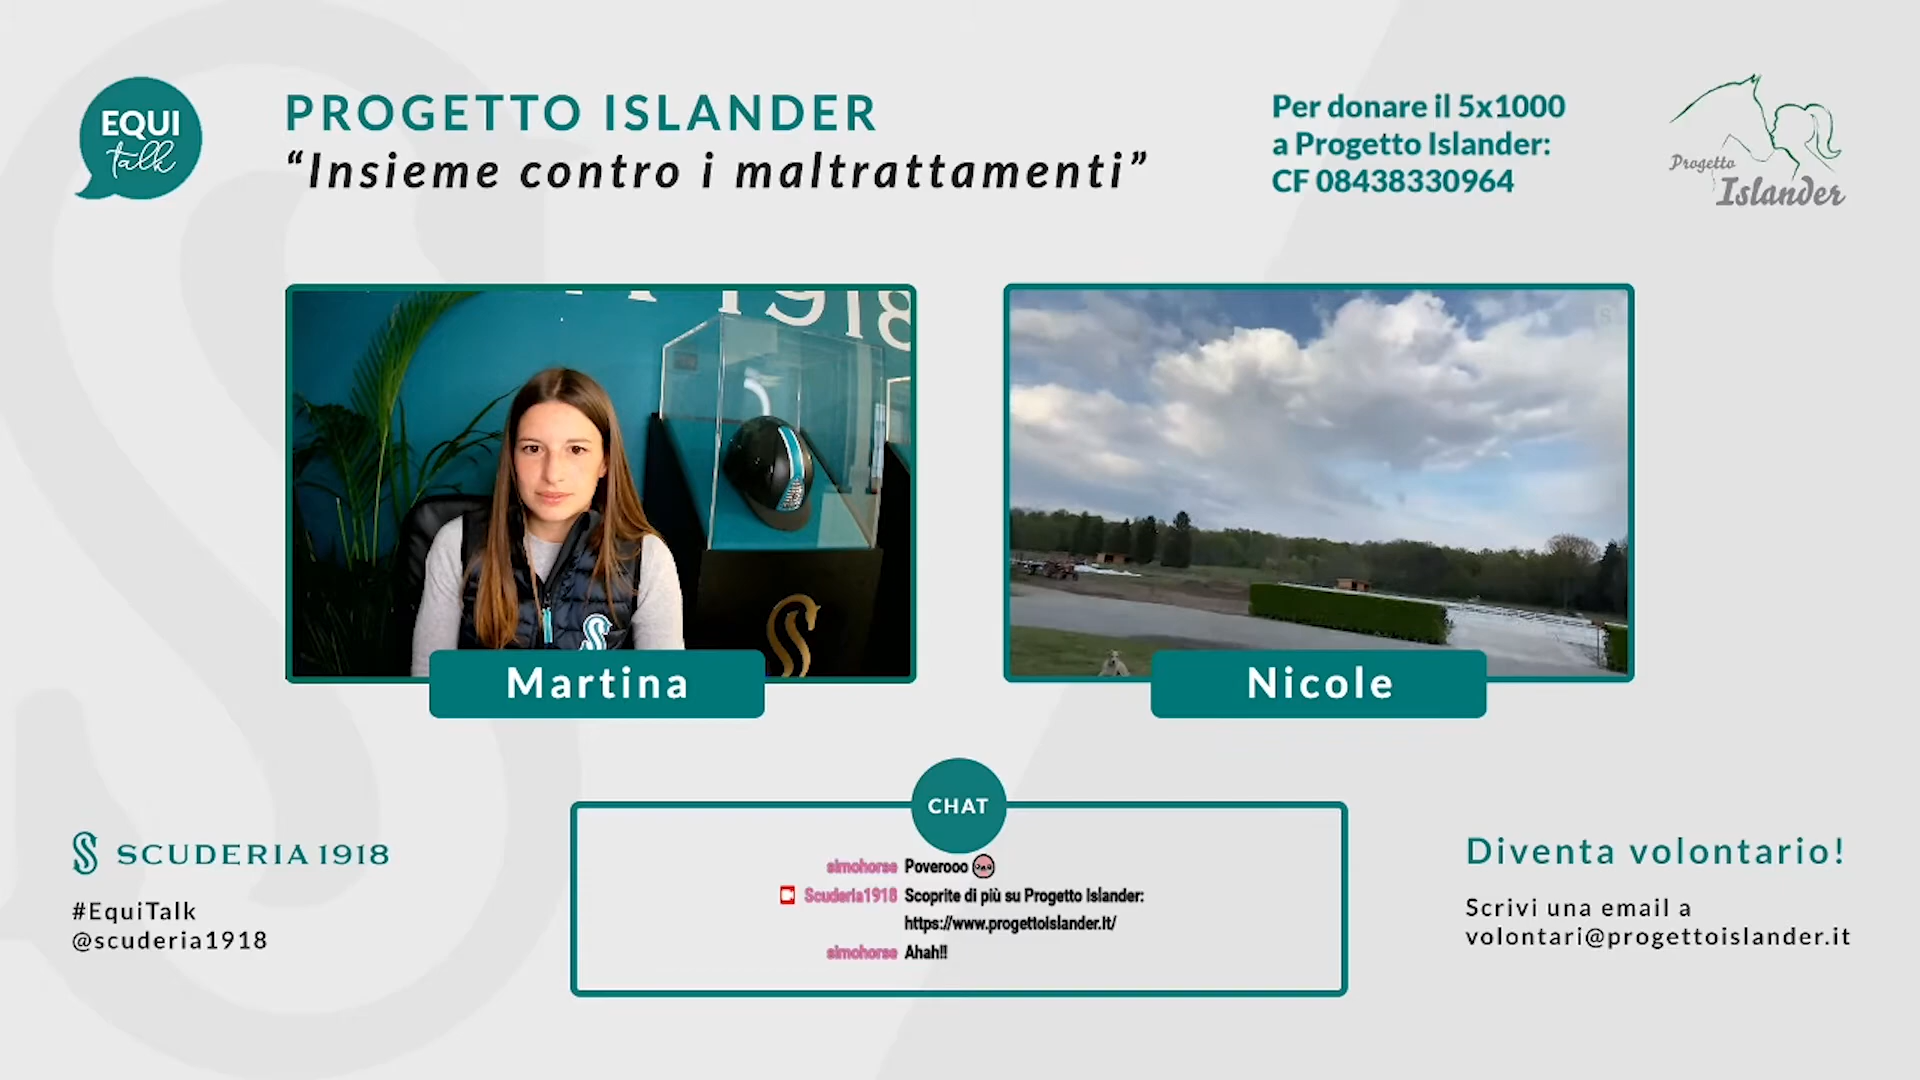 EQUI
talk
PROGETTO ISLANDER
“Insieme contro i maltrattamenti”
Per donare il 5x1000
a Progetto Islander:
CF 08438330964
Progetto
Islander
1918
Martina
Nicole
CHAT
simohorse Poverooo
Scuderia1918 Scoprite di più su Progetto Islander:
https://www.progettoislander.it/
simohorse Ahah!!
SCUDERIA 1918
#EquiTalk
@scuderia1918
Diventa volontario!
Scrivi una email a
volontari@progettoislander.it